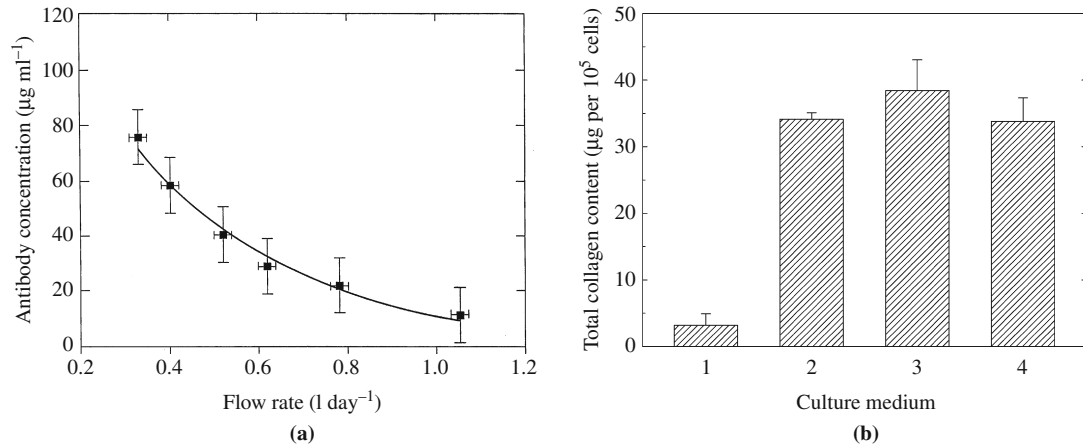 Antibody concentration (μg ml⁻¹)
120
100
80
60
40
20
0
0.2 0.4 0.6 0.8 1.0 1.2
Flow rate (l day⁻¹)
(a)
Total collagen content (μg per 10⁵ cells)
50
40
30
20
10
0
1 2 3 4
Culture medium
(b)